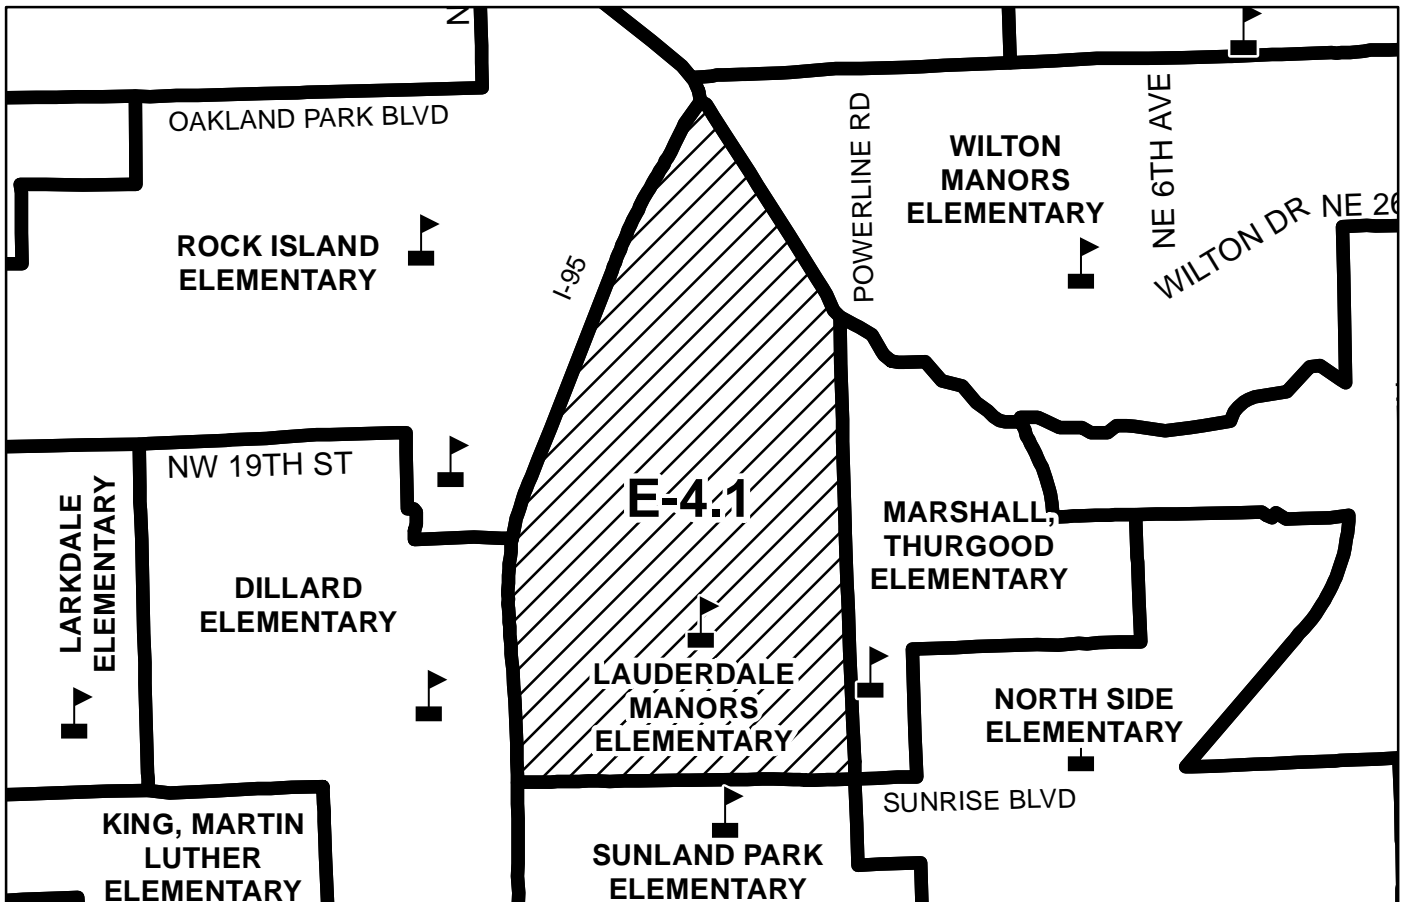 N
OAKLAND PARK BLVD
POWERLINE RD
WILTON
MANORS
ELEMENTARY
NE 6TH AVE
WILTON DR
NE 26
ROCK ISLAND
ELEMENTARY
I-95
NW 19TH ST
LARKDALE
ELEMENTARY
DILLARD
ELEMENTARY
E-4.1
MARSHALL,
THURGOOD
ELEMENTARY
LAUDERDALE
MANORS
ELEMENTARY
NORTH SIDE
ELEMENTARY
SUNRISE BLVD
KING, MARTIN
LUTHER
ELEMENTARY
SUNLAND PARK
ELEMENTARY